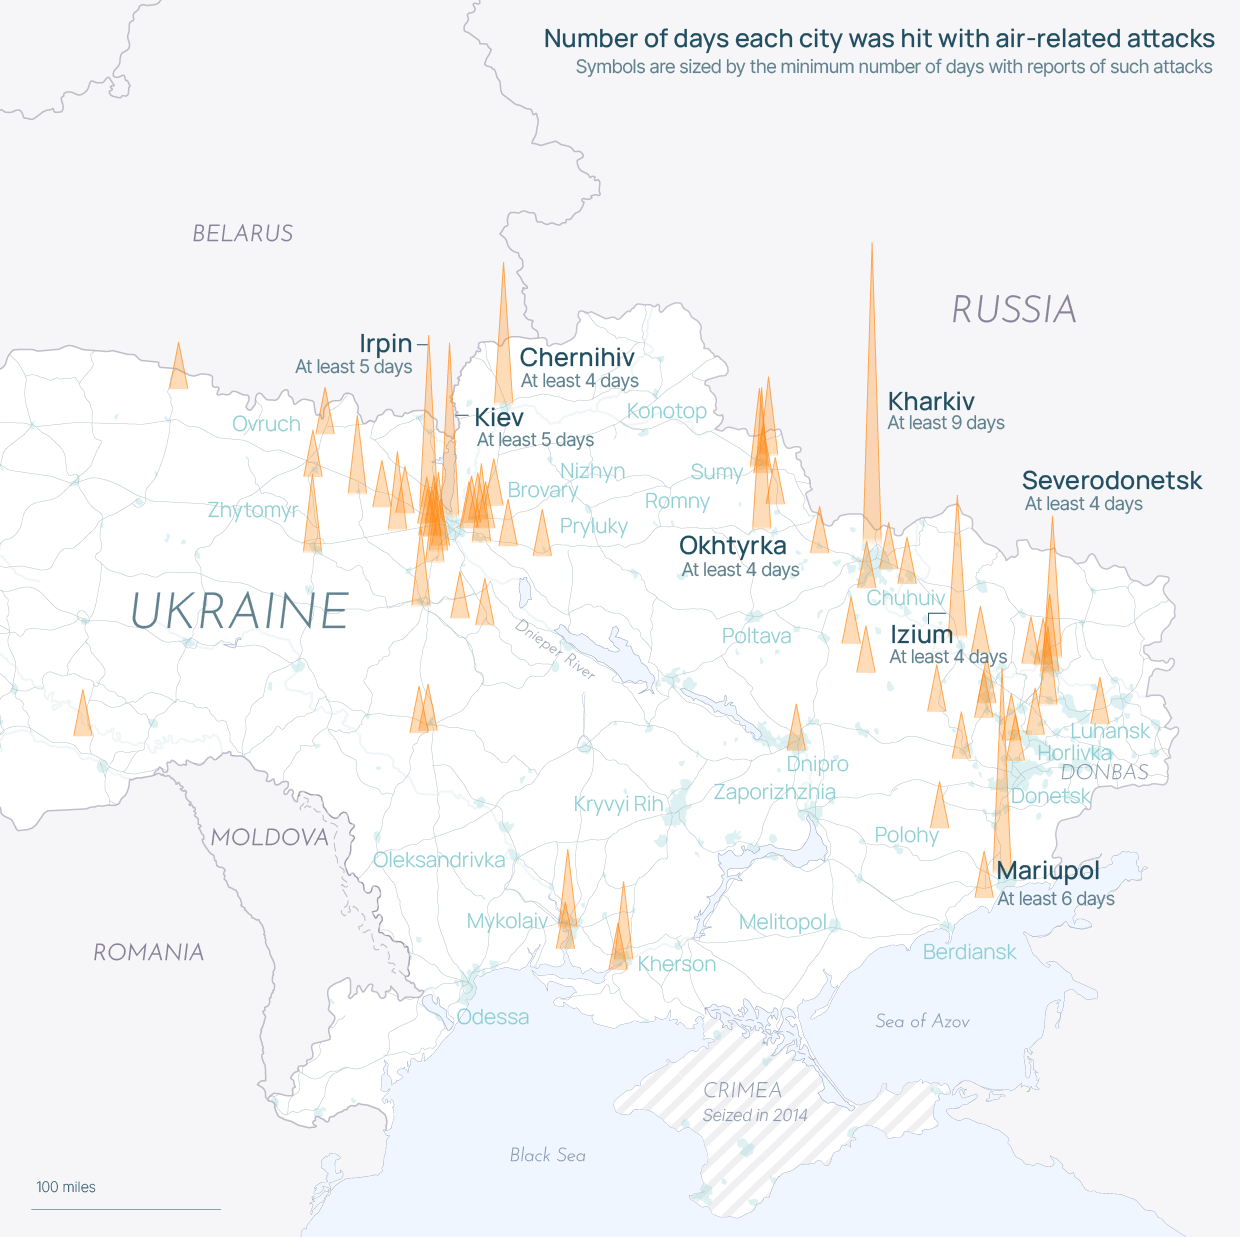 Number of days each city was hit with air-related attacks
Symbols are sized by the minimum number of days with reports of such attacks
BELARUS
RUSSIA
Irpin
At least 5 days
Chernihiv
At least 4 days
Kharkiv
At least 9 days
Kiev
At least 5 days
Konotop
Ovruch
Nizhyn
Sumy
Severodonetsk
At least 4 days
Brovary
Romny
Zhytomyr
Pryluky
Okhtyrka
At least 4 days
Chuhuiv
UKRAINE
Dnieper River
Poltava
Izium
At least 4 days
Luhansk
Horlivka
DONBAS
Dnipro
Zaporizhzhia
Kryvyi Rih
Donetsk
MOLDOVA
Polohy
Oleksandrivka
Mariupol
At least 6 days
Mykolaiv
Melitopol
ROMANIA
Kherson
Berdiansk
Odessa
Sea of Azov
CRIMEA
Seized in 2014
Black Sea
100 miles